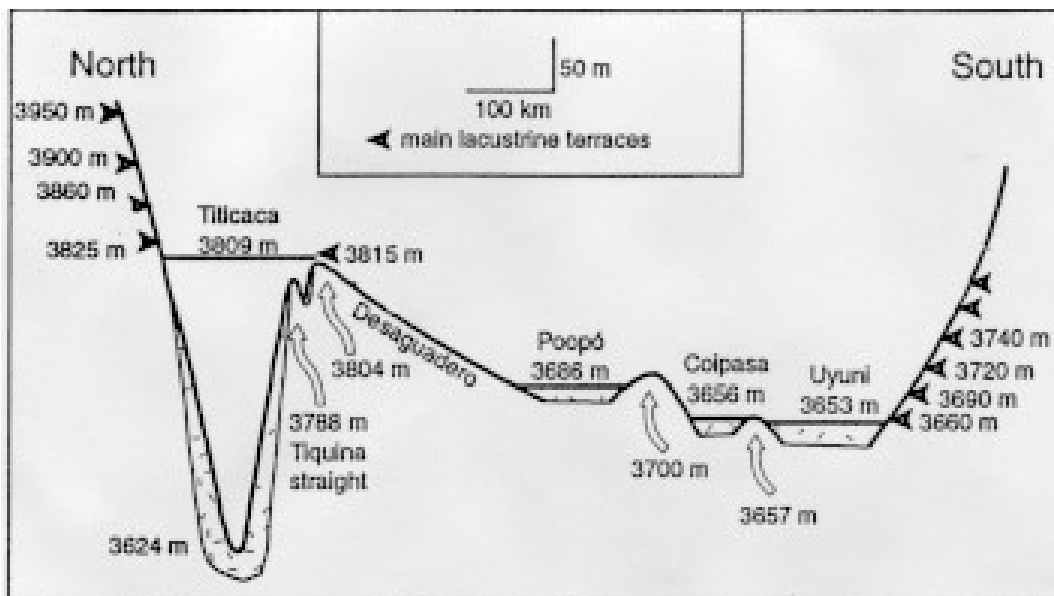 North
South
50 m
100 km
main lacustrine terraces
3950 m
3900 m
3860 m
3825 m
Titicaca
3809 m
3815 m
Desaguadero
3804 m
3788 m
Tiquina
straight
3624 m
Poopó
3686 m
3700 m
Coipasa
3656 m
3657 m
Uyuni
3653 m
3740 m
3720 m
3690 m
3660 m